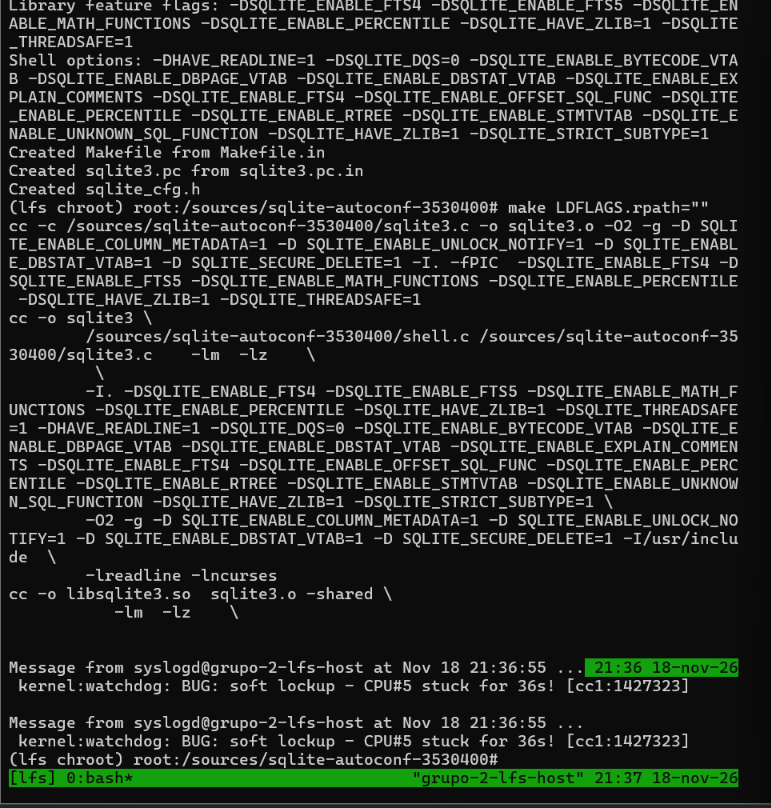 Library feature flags: -DSQLITE_ENABLE_FTS4 -DSQLITE_ENABLE_FTS5 -DSQLITE_EN
ABLE_MATH_FUNCTIONS -DSQLITE_ENABLE_PERCENTILE -DSQLITE_HAVE_ZLIB=1 -DSQLITE
_THREADSAFE=1
Shell options: -DHAVE_READLINE=1 -DSQLITE_DQS=0 -DSQLITE_ENABLE_BYTECODE_VTA
B -DSQLITE_ENABLE_DBPAGE_VTAB -DSQLITE_ENABLE_DBSTAT_VTAB -DSQLITE_ENABLE_EX
PLAIN_COMMENTS -DSQLITE_ENABLE_FTS4 -DSQLITE_ENABLE_OFFSET_SQL_FUNC -DSQLITE
_ENABLE_PERCENTILE -DSQLITE_ENABLE_RTREE -DSQLITE_ENABLE_STMTVTAB -DSQLITE_E
NABLE_UNKNOWN_SQL_FUNCTION -DSQLITE_HAVE_ZLIB=1 -DSQLITE_STRICT_SUBTYPE=1
Created Makefile from Makefile.in
Created sqlite3.pc from sqlite3.pc.in
Created sqlite_cfg.h
(lfs chroot) root:/sources/sqlite-autoconf-3530400# make LDFLAGS.rpath=""
cc -c /sources/sqlite-autoconf-3530400/sqlite3.c -o sqlite3.o -O2 -g -D SQLI
TE_ENABLE_COLUMN_METADATA=1 -D SQLITE_ENABLE_UNLOCK_NOTIFY=1 -D SQLITE_ENABL
E_DBSTAT_VTAB=1 -D SQLITE_SECURE_DELETE=1 -I. -fPIC  -DSQLITE_ENABLE_FTS4 -D
SQLITE_ENABLE_FTS5 -DSQLITE_ENABLE_MATH_FUNCTIONS -DSQLITE_ENABLE_PERCENTILE
 -DSQLITE_HAVE_ZLIB=1 -DSQLITE_THREADSAFE=1
cc -o sqlite3 \
        /sources/sqlite-autoconf-3530400/shell.c /sources/sqlite-autoconf-35
30400/sqlite3.c    -lm  -lz    \
         \
        -I. -DSQLITE_ENABLE_FTS4 -DSQLITE_ENABLE_FTS5 -DSQLITE_ENABLE_MATH_F
UNCTIONS -DSQLITE_ENABLE_PERCENTILE -DSQLITE_HAVE_ZLIB=1 -DSQLITE_THREADSAFE
=1 -DHAVE_READLINE=1 -DSQLITE_DQS=0 -DSQLITE_ENABLE_BYTECODE_VTAB -DSQLITE_E
NABLE_DBPAGE_VTAB -DSQLITE_ENABLE_DBSTAT_VTAB -DSQLITE_ENABLE_EXPLAIN_COMMEN
TS -DSQLITE_ENABLE_FTS4 -DSQLITE_ENABLE_OFFSET_SQL_FUNC -DSQLITE_ENABLE_PERC
ENTILE -DSQLITE_ENABLE_RTREE -DSQLITE_ENABLE_STMTVTAB -DSQLITE_ENABLE_UNKNOW
N_SQL_FUNCTION -DSQLITE_HAVE_ZLIB=1 -DSQLITE_STRICT_SUBTYPE=1 \
        -O2 -g -D SQLITE_ENABLE_COLUMN_METADATA=1 -D SQLITE_ENABLE_UNLOCK_NO
TIFY=1 -D SQLITE_ENABLE_DBSTAT_VTAB=1 -D SQLITE_SECURE_DELETE=1 -I/usr/inclu
de  \
        -lreadline -lncurses
cc -o libsqlite3.so  sqlite3.o -shared \
           -lm  -lz    \
Message from syslogd@grupo-2-lfs-host at Nov 18 21:36:55 ... 21:36 18-nov-26
 kernel:watchdog: BUG: soft lockup - CPU#5 stuck for 36s! [cc1:1427323]
Message from syslogd@grupo-2-lfs-host at Nov 18 21:36:55 ...
 kernel:watchdog: BUG: soft lockup - CPU#5 stuck for 36s! [cc1:1427323]
(lfs chroot) root:/sources/sqlite-autoconf-3530400#
[lfs] 0:bash* "grupo-2-lfs-host" 21:37 18-nov-26